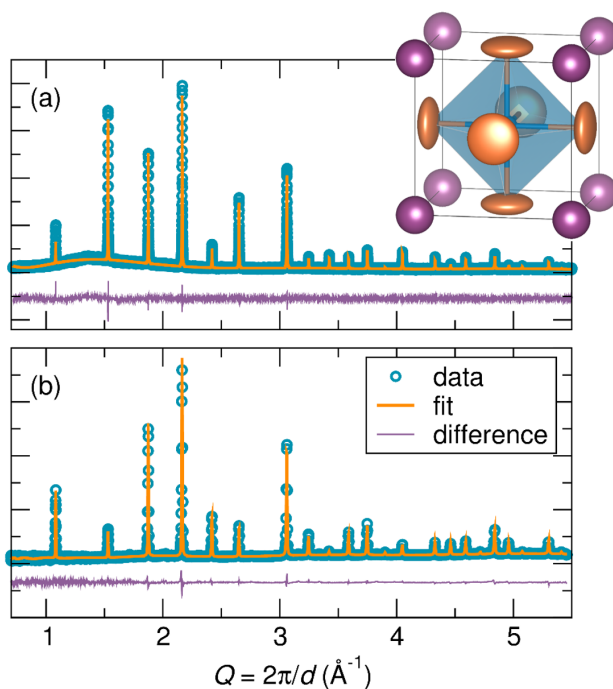 (a)
(b)
data
fit
difference
1 2 3 4 5
Q = 2π/d (Å⁻¹)